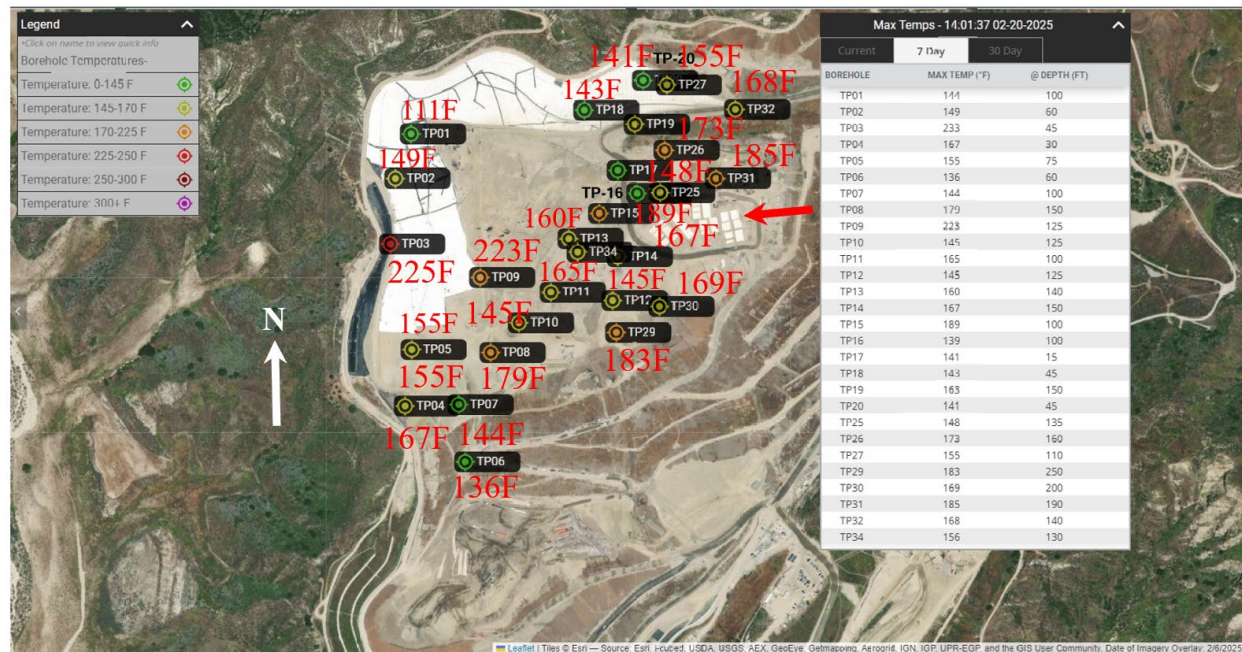 Legend
*Click on name to view quick info
Borehole Temperatures-
Temperature: 0-145 F
Temperature: 145-170 F
Temperature: 170-225 F
Temperature: 225-250 F
Temperature: 250-300 F
Temperature: 300+ F
Max Temps - 14.01:37 02-20-2025
Current 7 Day 30 Day
BOREHOLE MAX TEMP (°F) @ DEPTH (FT)
TP01 144 100
TP02 149 60
TP03 233 45
TP04 167 30
TP05 155 75
TP06 136 60
TP07 144 100
TP08 179 150
TP09 223 125
TP10 145 125
TP11 165 100
TP12 145 125
TP13 160 140
TP14 167 150
TP15 189 100
TP16 139 100
TP17 141 15
TP18 143 45
TP19 163 150
TP20 141 45
TP25 148 135
TP26 173 160
TP27 155 110
TP29 183 250
TP30 169 200
TP31 185 190
TP32 168 140
TP34 156 130
141F TP-20 155F
TP27
168F
143F
TP18
TP32
111F
TP01
TP19
173F
TP26
149F
TP02
TP17
148F
185F
TP31
TP-16
TP25
TP15
189F
160F
167F
TP13
TP03
TP34
TP14
225F
223F
TP09
165F
TP11
145F
TP12
169F
TP30
N
145F
TP10
TP29
183F
155F
TP05
TP08
155F
179F
TP04
TP07
167F
144F
TP06
136F
Leaflet | Tiles © Esri — Source: Esri, i-cubed, USDA, USGS, AEX, GeoEye, Getmapping, Aerogrid, IGN, IGP, UPR-EGP, and the GIS User Community, Date of Imagery Overlay: 2/6/2025